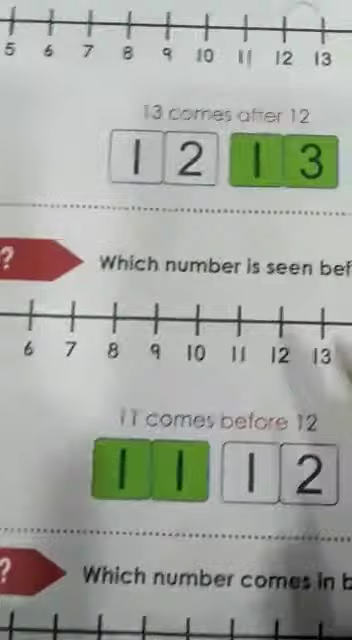 5 6 7 8 9 10 11 12 13
13 comes after 12
1 2 1 3
? Which number is seen
6 7 8 9 10 11 12 13
11 comes before 12
1 1 1 2
? Which number comes in